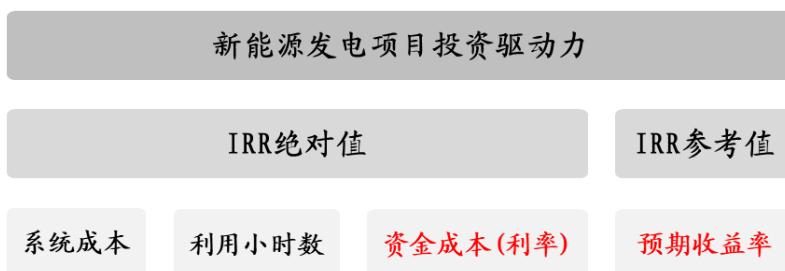 新能源发电项目投资驱动力
IRR绝对值
IRR参考值
系统成本
利用小时数
资金成本(利率)
预期收益率